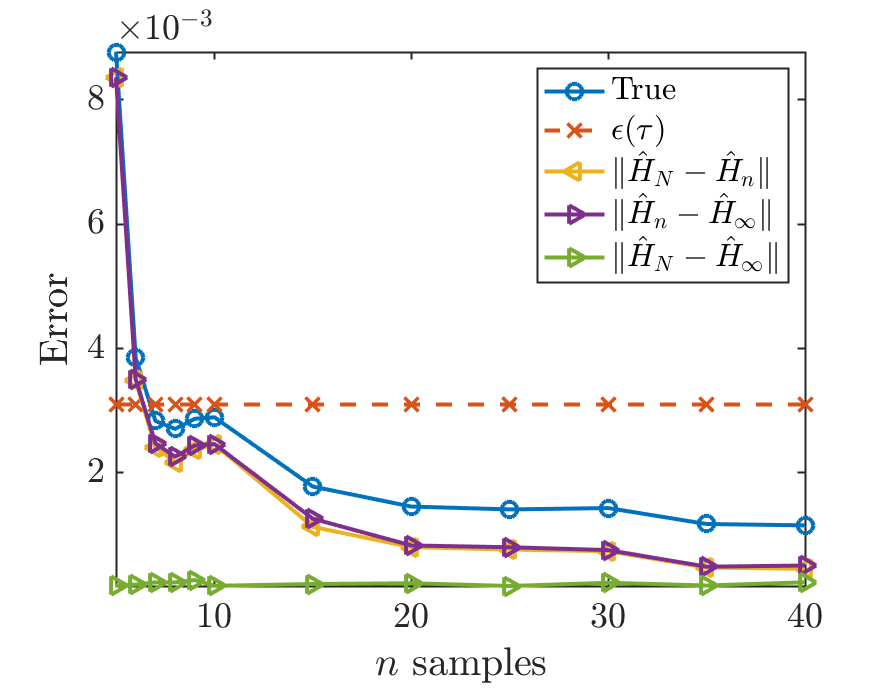 ×10⁻³
8
6
4
2
Error
True
ϵ(τ)
‖Ĥ_N − Ĥ_n‖
‖Ĥ_n − Ĥ_∞‖
‖Ĥ_N − Ĥ_∞‖
10 20 30 40
n samples